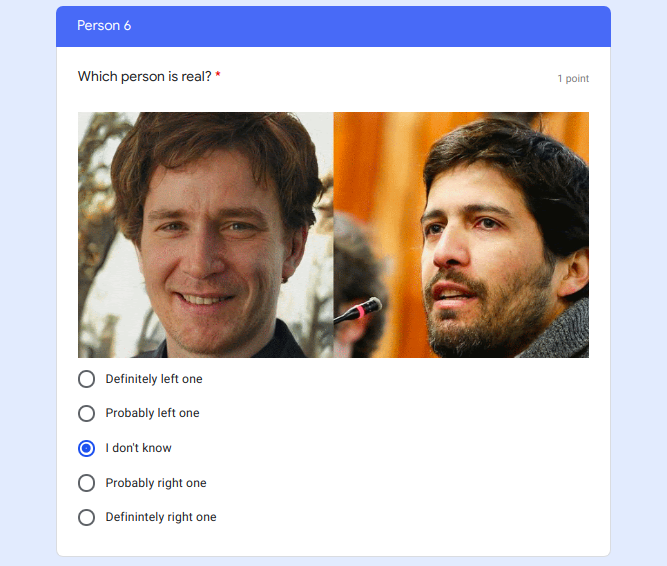 Person 6
Which person is real? *
1 point
Definitely left one
Probably left one
I don't know
Probably right one
Definintely right one